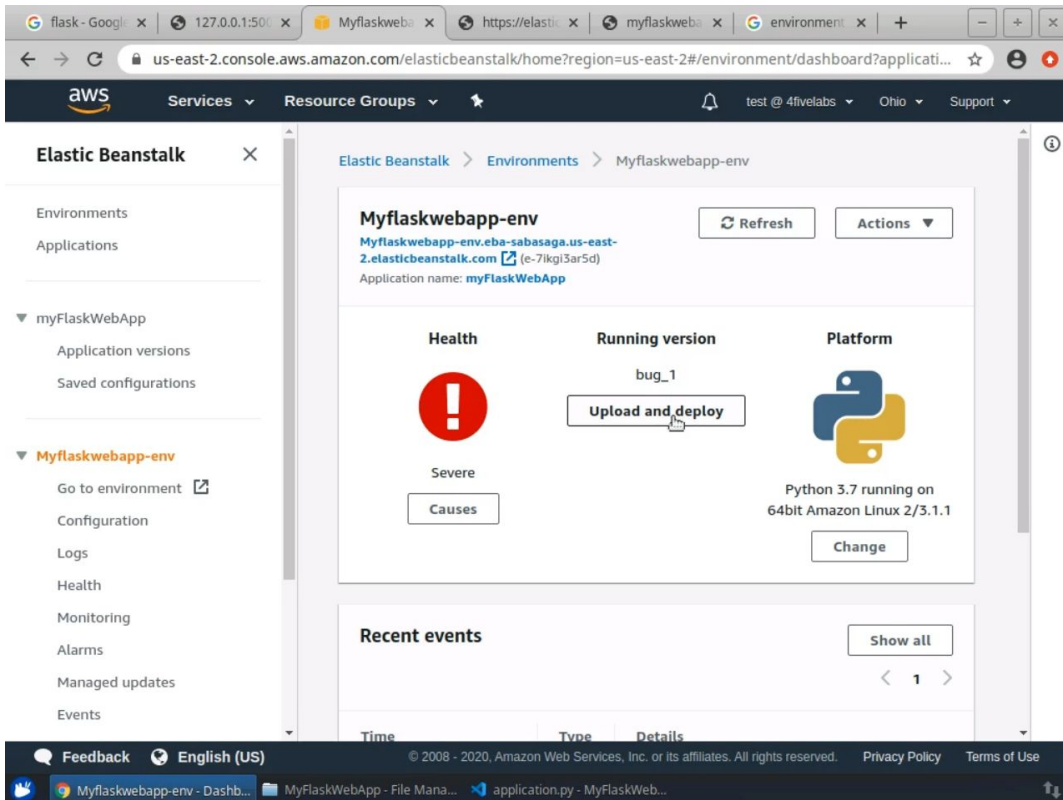 flask - Googl
127.0.0.1:500
Myflaskweba
https://elastic
myflaskweba
environment
us-east-2.console.aws.amazon.com/elasticbeanstalk/home?region=us-east-2#/environment/dashboard?applicati...
aws
Services
Resource Groups
test @ 4fivelabs
Ohio
Support
Elastic Beanstalk
Environments
Applications
myFlaskWebApp
Application versions
Saved configurations
Myflaskwebapp-env
Go to environment
Configuration
Logs
Health
Monitoring
Alarms
Managed updates
Events
Elastic Beanstalk > Environments > Myflaskwebapp-env
Myflaskwebapp-env
Myflaskwebapp-env.eba-sabasaga.us-east-
2.elasticbeanstalk.com (e-7ikgi3ar5d)
Application name: myFlaskWebApp
Refresh
Actions
Health
Severe
Causes
Running version
bug_1
Upload and deploy
Platform
Python 3.7 running on
64bit Amazon Linux 2/3.1.1
Change
Recent events
Show all
< 1 >
Time
Type
Details
Feedback
English (US)
© 2008 - 2020, Amazon Web Services, Inc. or its affiliates. All rights reserved.
Privacy Policy
Terms of Use
Myflaskwebapp-env - Dashb...
MyFlaskWebApp - File Mana...
application.py - MyFlaskWeb...